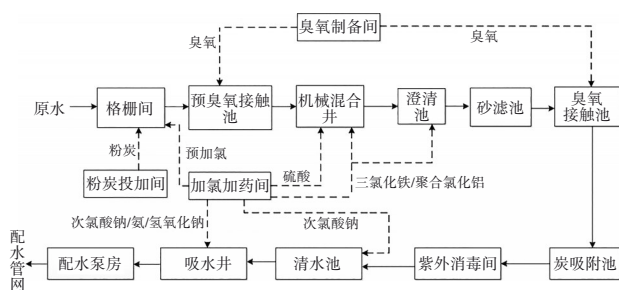 臭氧制备间
臭氧
臭氧
原水
格栅间
预臭氧接触
池
机械混合
井
澄清
池
砂滤池
臭氧
接触池
粉炭
预加氯
粉炭投加间
加氯加药间
硫酸
三氯化铁/聚合氯化铝
次氯酸钠/氨/氢氧化钠
次氯酸钠
配水管网
配水泵房
吸水井
清水池
紫外消毒间
炭吸附池